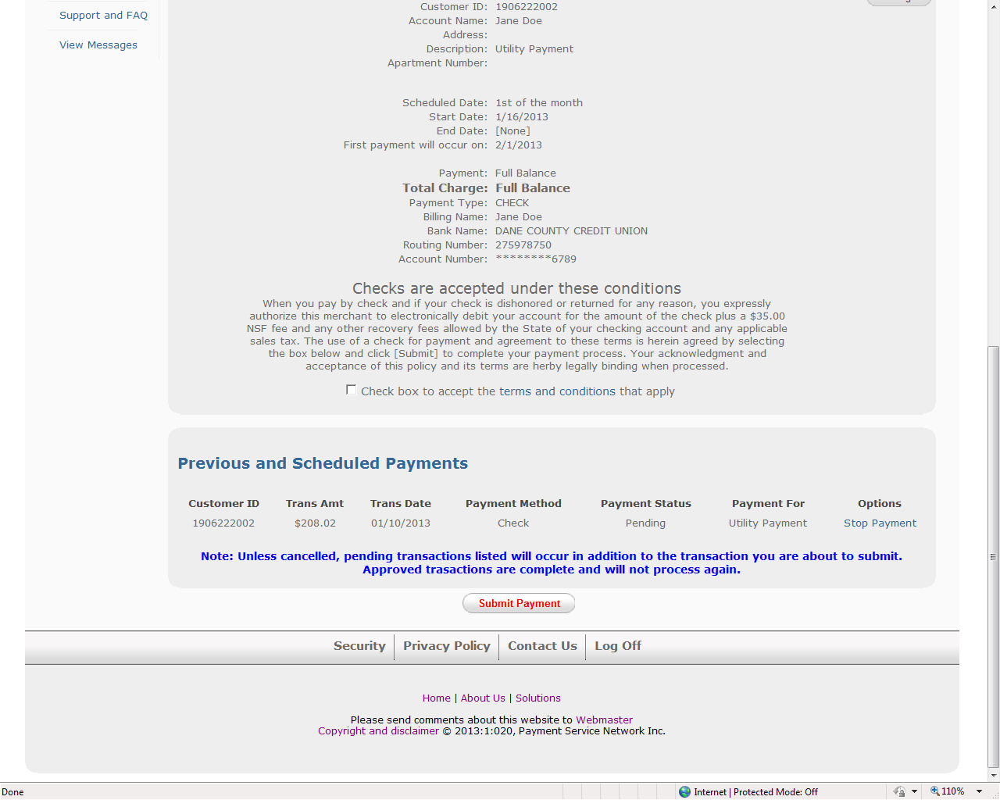 Support and FAQ
View Messages
Customer ID: 1906222002
Account Name: Jane Doe
Address:
Description: Utility Payment
Apartment Number:
Scheduled Date: 1st of the month
Start Date: 1/16/2013
End Date: [None]
First payment will occur on: 2/1/2013
Payment: Full Balance
Total Charge: Full Balance
Payment Type: CHECK
Billing Name: Jane Doe
Bank Name: DANE COUNTY CREDIT UNION
Routing Number: 275978750
Account Number: ********6789
Checks are accepted under these conditions
When you pay by check and if your check is dishonored or returned for any reason, you expressly
authorize this merchant to electronically debit your account for the amount of the check plus a $35.00
NSF fee and any other recovery fees allowed by the State of your checking account and any applicable
sales tax. The use of a check for payment and agreement to these terms is herein agreed by selecting
the box below and click [Submit] to complete your payment process. Your acknowledgment and
acceptance of this policy and its terms are herby legally binding when processed.
Check box to accept the terms and conditions that apply
Previous and Scheduled Payments
Customer ID Trans Amt Trans Date Payment Method Payment Status Payment For Options
1906222002 $208.02 01/10/2013 Check Pending Utility Payment Stop Payment
Note: Unless cancelled, pending transactions listed will occur in addition to the transaction you are about to submit.
Approved trasactions are complete and will not process again.
Submit Payment
Security Privacy Policy Contact Us Log Off
Home | About Us | Solutions
Please send comments about this website to Webmaster
Copyright and disclaimer © 2013:1:020, Payment Service Network Inc.
Done Internet | Protected Mode: Off 110%